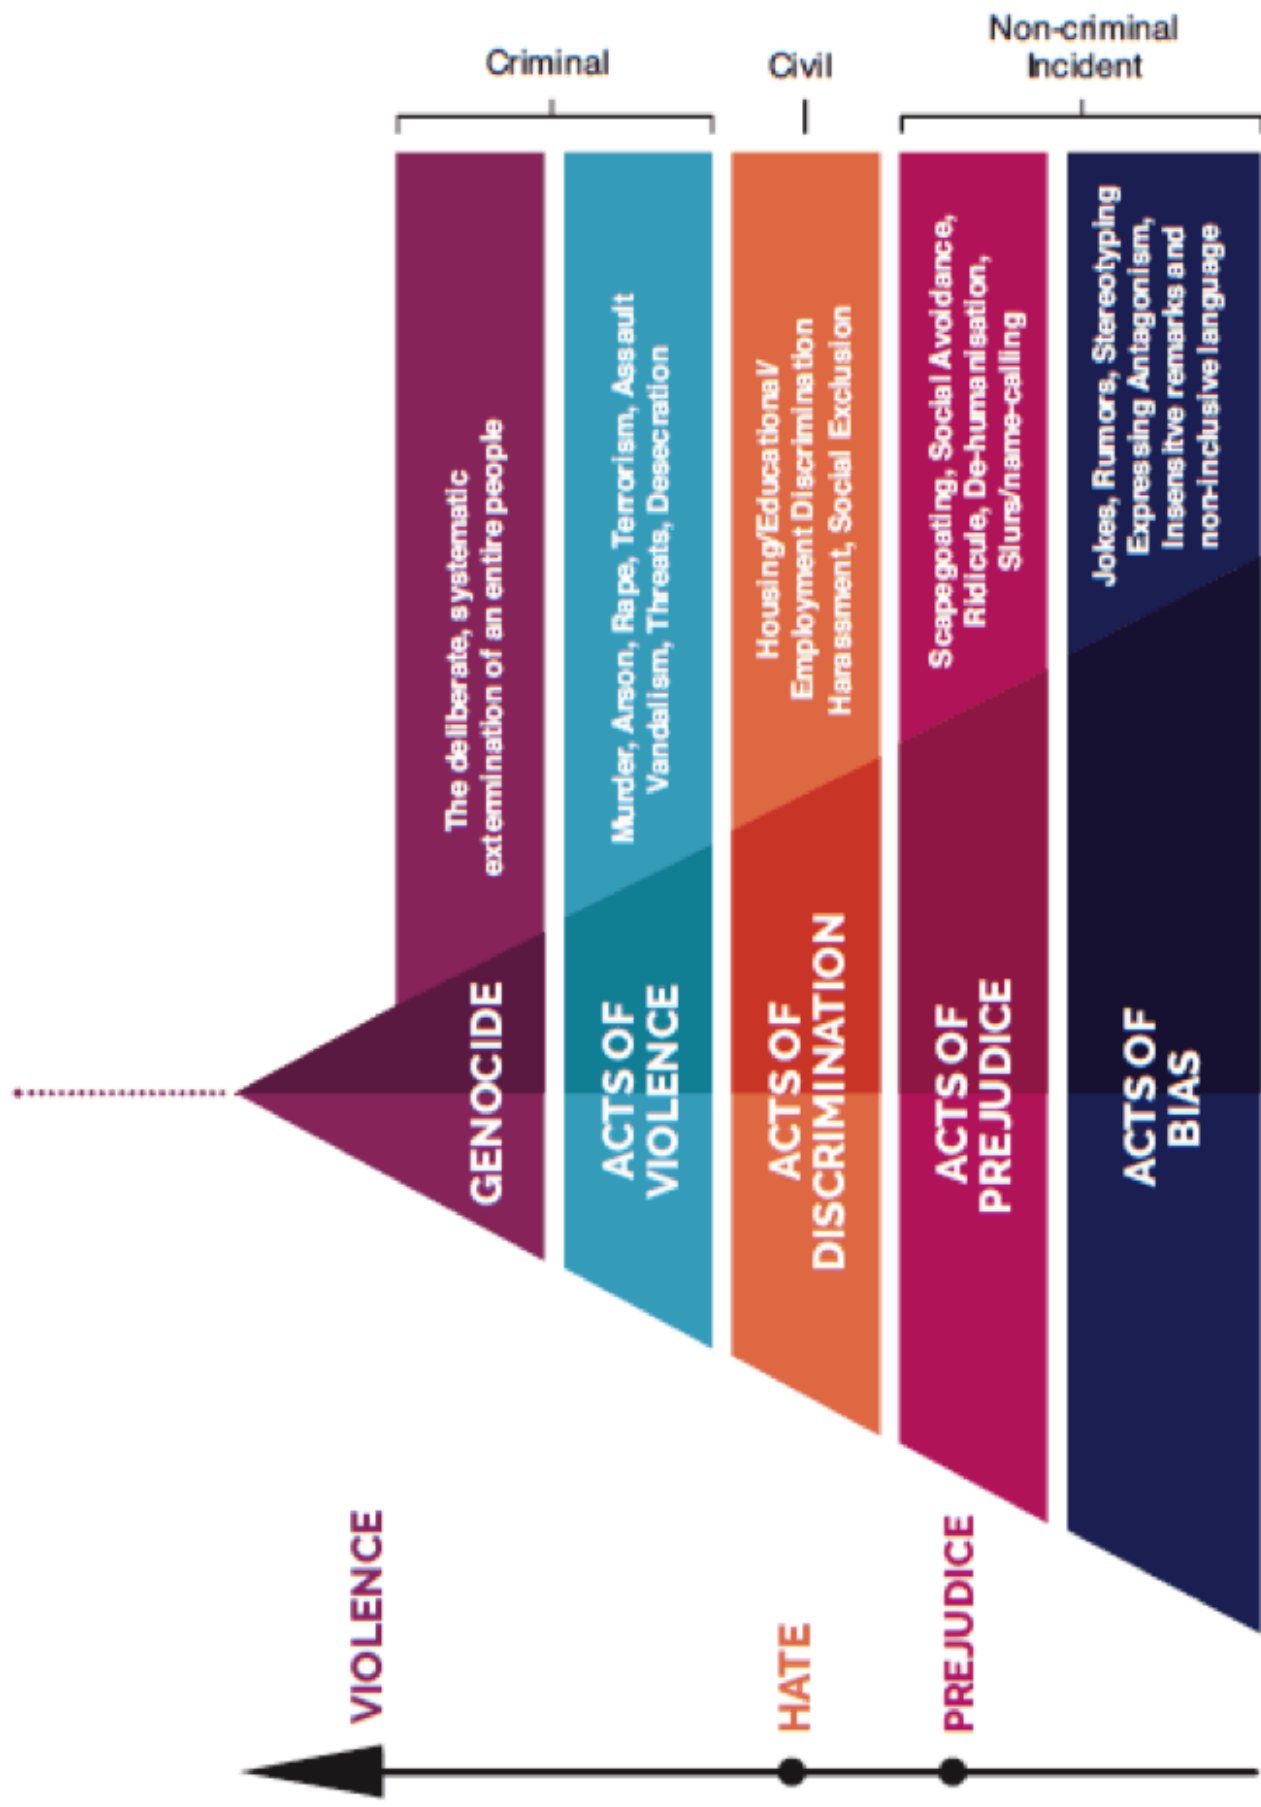 Non-criminal
Incident
Civil
Criminal
VIOLENCE
HATE
PREJUDICE
GENOCIDE
The deliberate, systematic
extermination of an entire people
ACTS OF
VIOLENCE
Murder, Arson, Rape, Terrorism, Assault
Vandalism, Threats, Desecration
ACTS OF
DISCRIMINATION
Housing/Educational/
Employment Discrimination
Harassment, Social Exclusion
ACTS OF
PREJUDICE
Scapegoating, Social Avoidance,
Ridicule, De-humanisation,
Slurs/name-calling
ACTS OF
BIAS
Jokes, Rumors, Stereotyping
Expressing Antagonism,
Insensitve remarks and
non-inclusive language